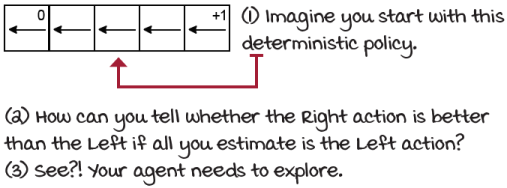 0
+1
(1) Imagine you start with this
deterministic policy.
(2) How can you tell whether the Right action is better
than the Left if all you estimate is the Left action?
(3) See?! Your agent needs to explore.